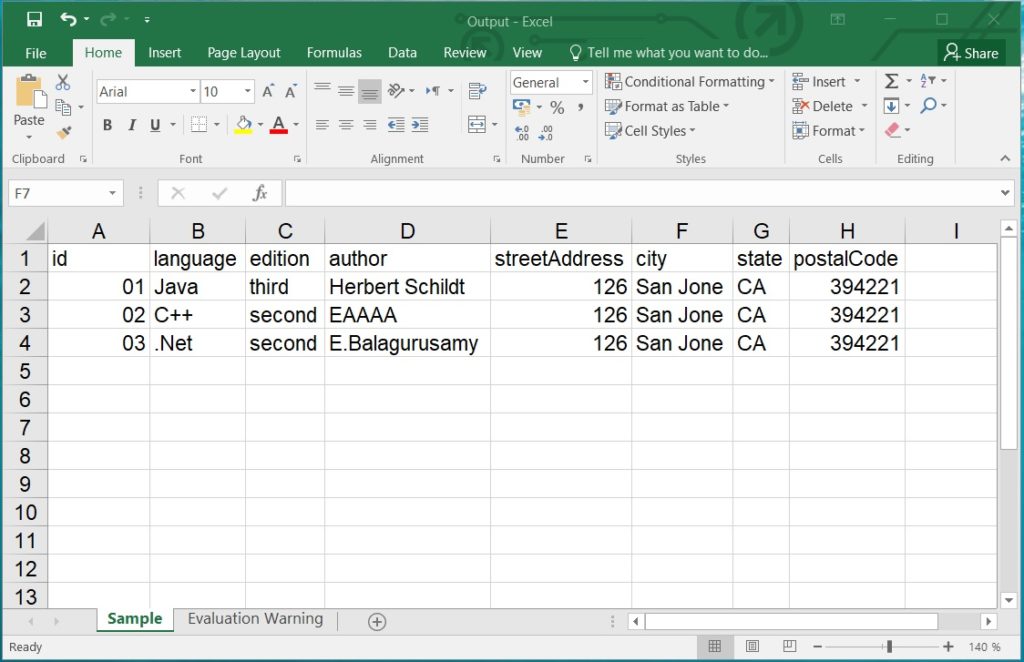 Output - Excel
File Home Insert Page Layout Formulas Data Review View Tell me what you want to do... Share
Arial 10 General Conditional Formatting Insert
Paste % , Format as Table Delete
B I U A .00 .00 Cell Styles Format
Clipboard Font Alignment Number Styles Cells Editing
F7 fx
A B C D E F G H I
1 id language edition author streetAddress city state postalCode
2 01 Java third Herbert Schildt 126 San Jone CA 394221
3 02 C++ second EAAAA 126 San Jone CA 394221
4 03 .Net second E.Balagurusamy 126 San Jone CA 394221
5
6
7
8
9
10
11
12
13
Sample Evaluation Warning
Ready 140 %